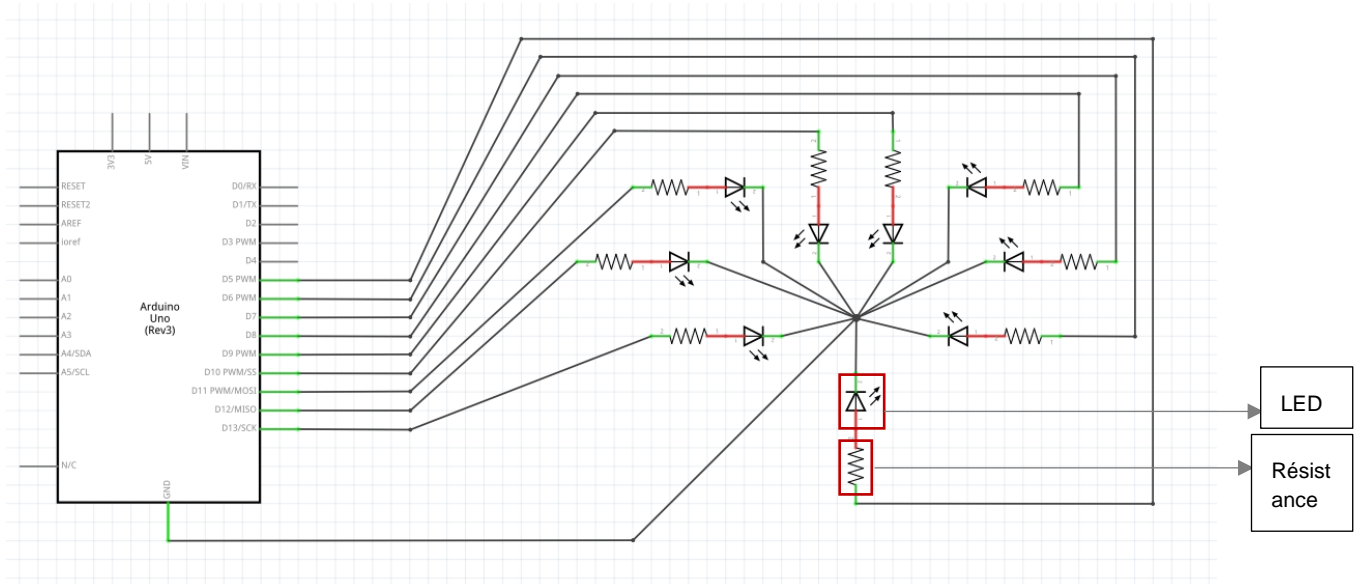 3V3
5V
VIN
RESET
RESET2
AREF
ioref
A0
A1
A2
A3
A4/SDA
A5/SCL
N/C
Arduino
Uno
(Rev3)
D0/RX
D1/TX
D2
D3 PWM
D4
D5 PWM
D6 PWM
D7
D8
D9 PWM
D10 PWM/SS
D11 PWM/MOSI
D12/MISO
D13/SCK
GND
LED
Résist
ance